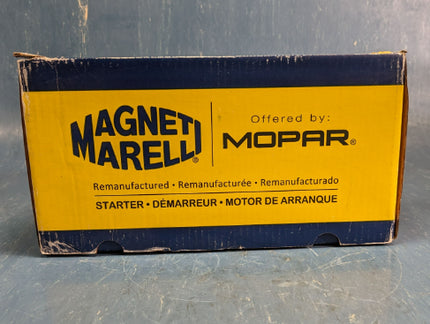 MAGNETI
MARELLI®
Offered by:
MOPAR®
Remanufactured • Remanufacturée • Remanufacturado
STARTER • DÉMARREUR • MOTOR DE ARRANQUE